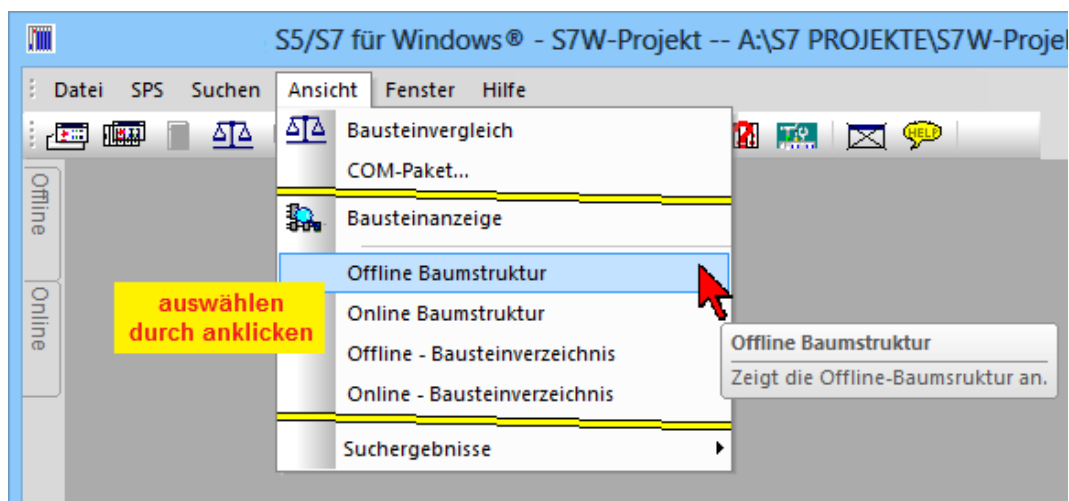 S5/S7 für Windows® - S7W-Projekt -- A:\S7 PROJEKTE\S7W-Proje
Datei SPS Suchen Ansicht Fenster Hilfe
HELP
Bausteinvergleich
COM-Paket...
Bausteinanzeige
Offline Baumstruktur
Online Baumstruktur
Offline - Bausteinverzeichnis
Online - Bausteinverzeichnis
Suchergebnisse
Offline
Online
auswählen
durch anklicken
Offline Baumstruktur
Zeigt die Offline-Baumsruktur an.